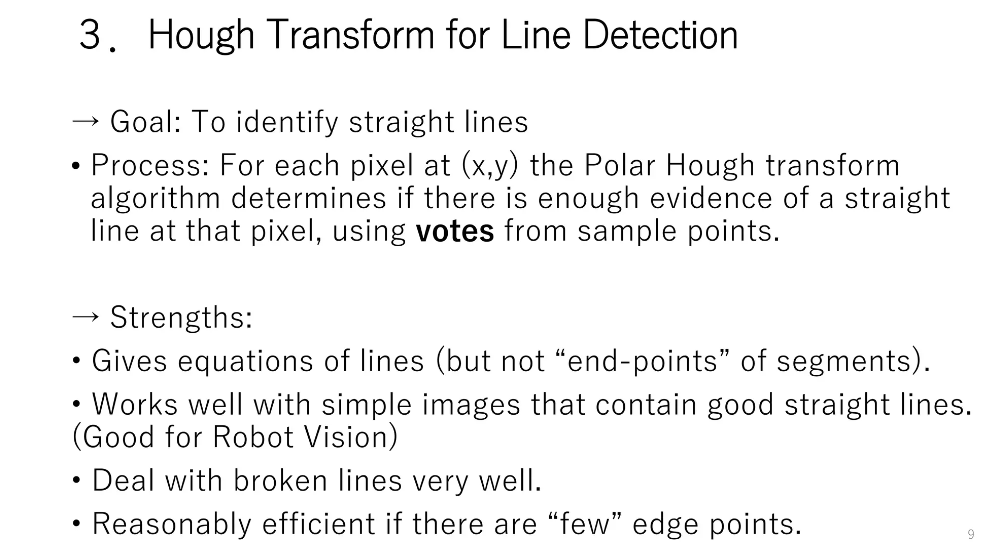 3． Hough Transform for Line Detection
→ Goal: To identify straight lines
• Process: For each pixel at (x,y) the Polar Hough transform
algorithm determines if there is enough evidence of a straight
line at that pixel, using votes from sample points.
→ Strengths:
• Gives equations of lines (but not “end-points” of segments).
• Works well with simple images that contain good straight lines.
(Good for Robot Vision)
• Deal with broken lines very well.
• Reasonably efficient if there are “few” edge points.
9